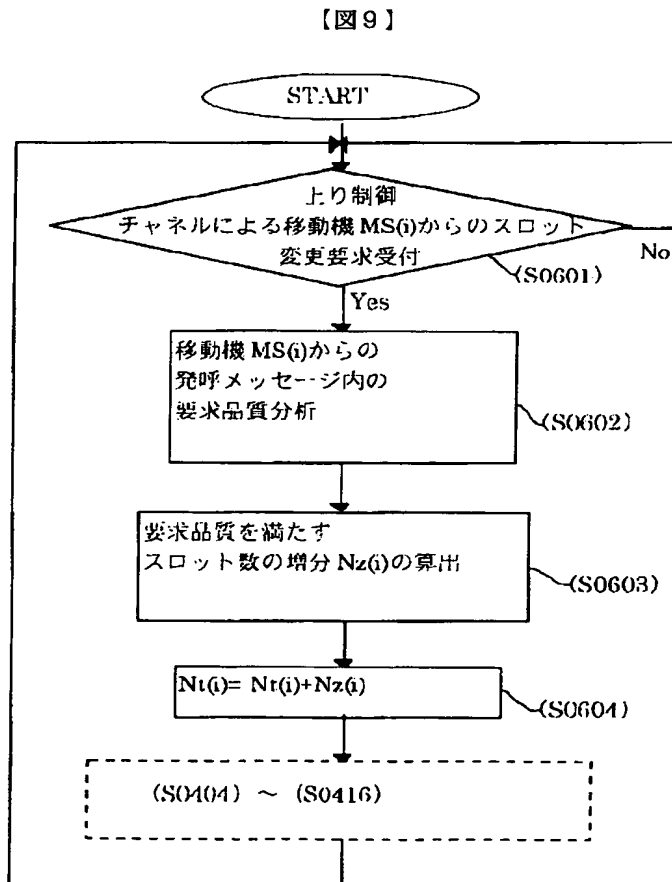 【図9】
START
上り制御
チャネルによる移動機MS(i)からのスロット
変更要求受付
No
(S0601)
Yes
移動機MS(i)からの
発呼メッセージ内の
要求品質分析
(S0602)
要求品質を満たす
スロット数の増分Nz(i)の算出
(S0603)
Nt(i)= Nt(i)+Nz(i)
(S0604)
(S0404) ～ (S0416)